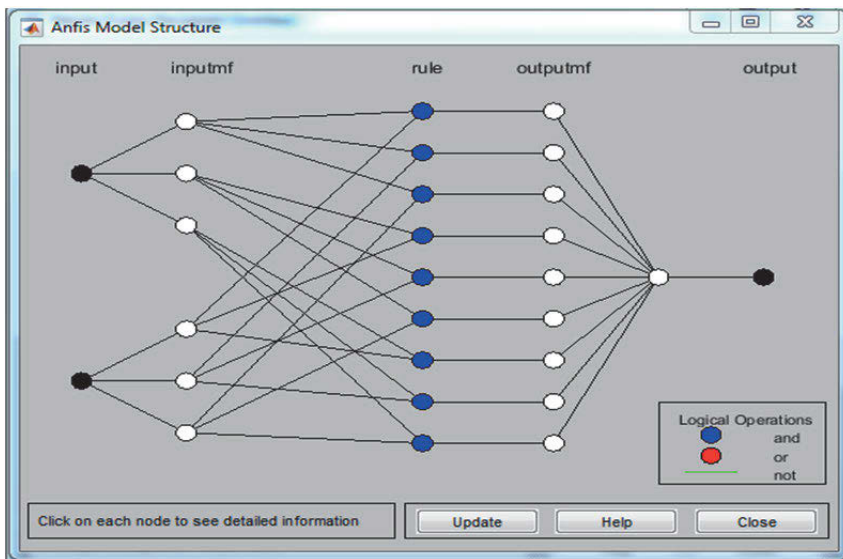 Anfis Model Structure
input inputmf rule outputmf output
Logical Operations
and
or
not
Click on each node to see detailed information
Update Help Close